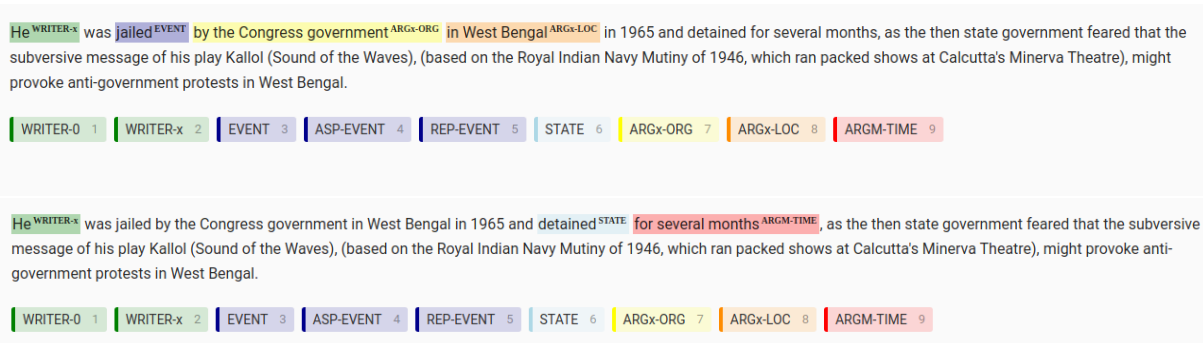 He WRITER-x was jailed EVENT by the Congress government ARGx-ORG in West Bengal ARGx-LOC in 1965 and detained for several months, as the then state government feared that the
subversive message of his play Kallol (Sound of the Waves), (based on the Royal Indian Navy Mutiny of 1946, which ran packed shows at Calcutta's Minerva Theatre), might
provoke anti-government protests in West Bengal.
WRITER-0 1 WRITER-x 2 EVENT 3 ASP-EVENT 4 REP-EVENT 5 STATE 6 ARGx-ORG 7 ARGx-LOC 8 ARGM-TIME 9
He WRITER-x was jailed by the Congress government in West Bengal in 1965 and detained STATE for several months ARGM-TIME , as the then state government feared that the subversive
message of his play Kallol (Sound of the Waves), (based on the Royal Indian Navy Mutiny of 1946, which ran packed shows at Calcutta's Minerva Theatre), might provoke anti-
government protests in West Bengal.
WRITER-0 1 WRITER-x 2 EVENT 3 ASP-EVENT 4 REP-EVENT 5 STATE 6 ARGx-ORG 7 ARGx-LOC 8 ARGM-TIME 9